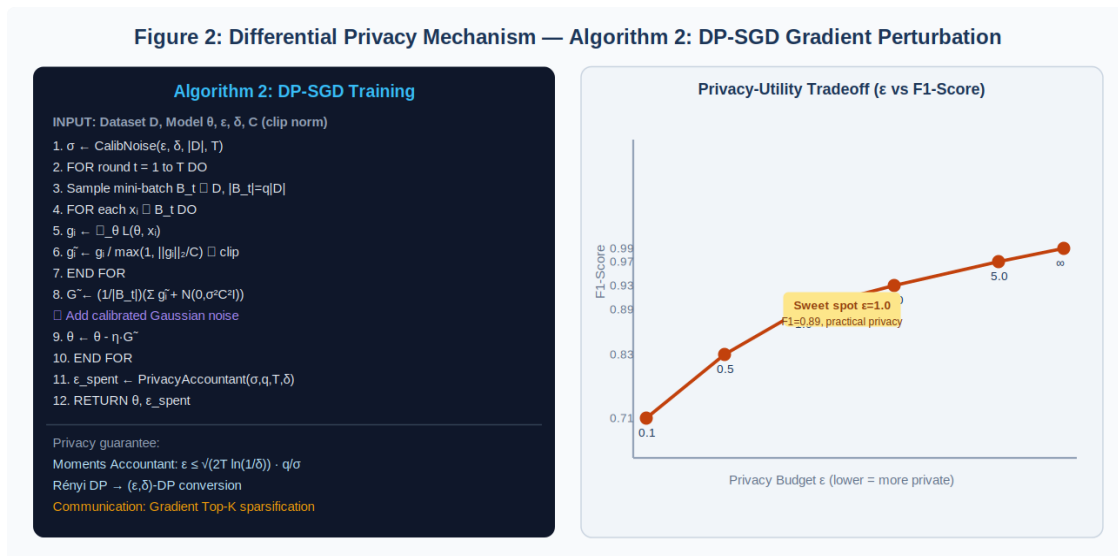 Figure 2: Differential Privacy Mechanism — Algorithm 2: DP-SGD Gradient Perturbation
Algorithm 2: DP-SGD Training
INPUT: Dataset D, Model θ, ε, δ, C (clip norm)
1. σ ← CalibNoise(ε, δ, |D|, T)
2. FOR round t = 1 to T DO
3. Sample mini-batch B_t □ D, |B_t|=q|D|
4. FOR each xᵢ □ B_t DO
5. gᵢ ← □_θ L(θ, xᵢ)
6. g̃ᵢ ← gᵢ / max(1, ||gᵢ||₂/C) □ clip
7. END FOR
8. G̃ ← (1/|B_t|)(Σ g̃ᵢ + N(0,σ²C²I))
□ Add calibrated Gaussian noise
9. θ ← θ - η·G̃
10. END FOR
11. ε_spent ← PrivacyAccountant(σ,q,T,δ)
12. RETURN θ, ε_spent
Privacy guarantee:
Moments Accountant: ε ≤ √(2T ln(1/δ)) · q/σ
Rényi DP → (ε,δ)-DP conversion
Communication: Gradient Top-K sparsification
Privacy-Utility Tradeoff (ε vs F1-Score)
F1-Score
0.99
0.97
0.93
0.89
0.83
0.71
∞
5.0
Sweet spot ε=1.0
F1=0.89, practical privacy
0.5
0.1
Privacy Budget ε (lower = more private)